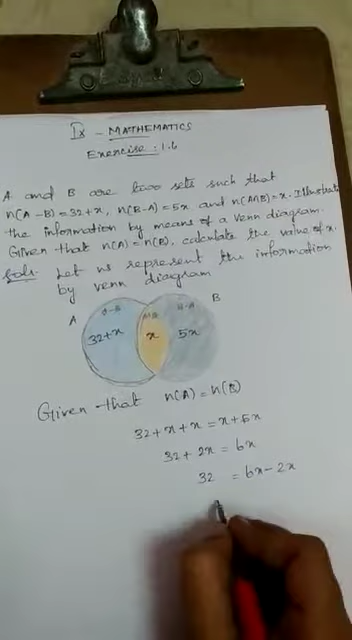 IX - MATHEMATICS
Exercise : 1.6
A and B are two sets such that
n(A-B) = 32+x, n(B-A) = 5x and n(A∩B) = x. Illustrate
the information by means of a venn diagram.
Given that n(A) = n(B), calculate the value of x.
Soln: Let us represent the information
by venn diagram
A B
A-B A∩B B-A
32+x x 5x
Given that n(A) = n(B)
32+x+x = x+5x
32+2x = 6x
32 = 6x-2x